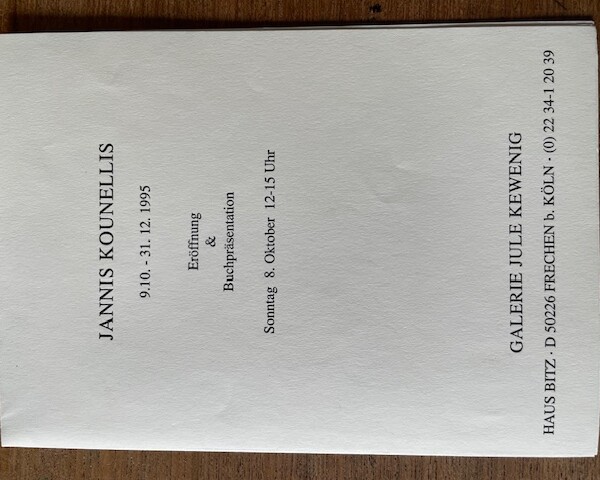 JANNIS KOUNELLIS
9.10. - 31. 12. 1995
Eröffnung
&
Buchpräsentation
Sonntag 8. Oktober 12-15 Uhr
GALERIE JULE KEWENIG
HAUS BITZ · D 50226 FRECHEN b. KÖLN · (0) 22 34-1 20 39